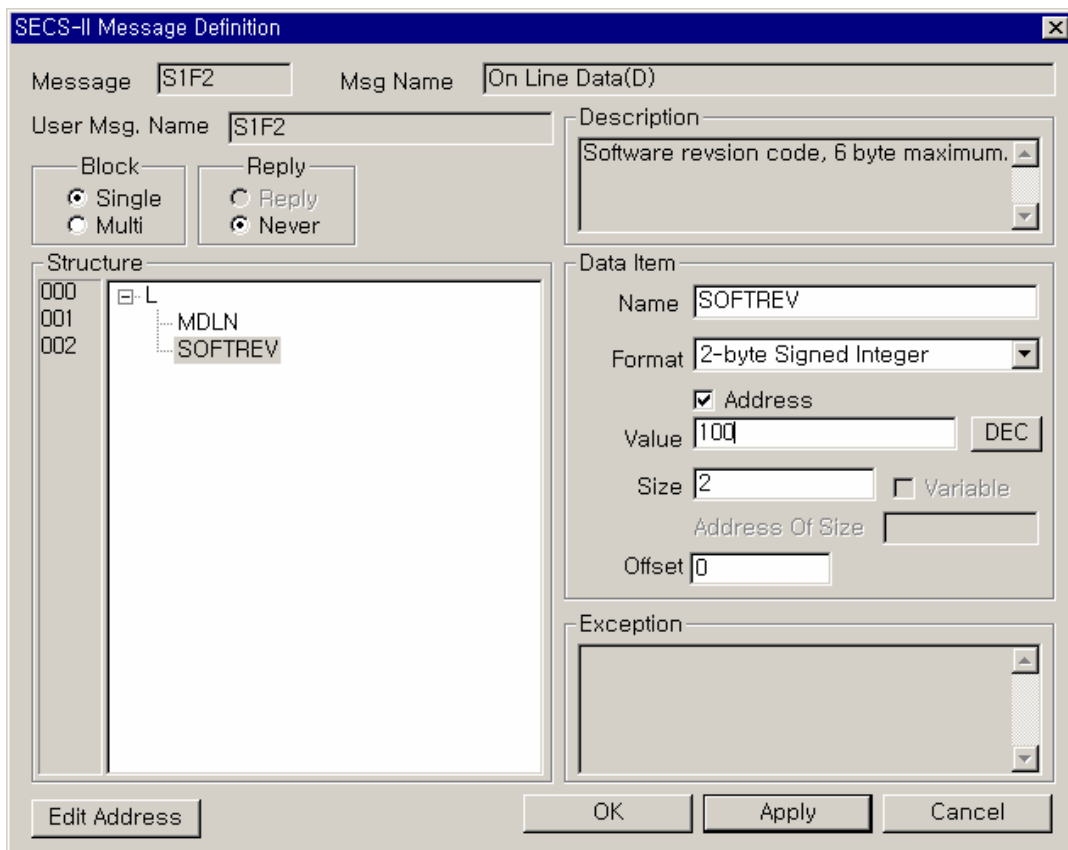 SECS-II Message Definition
Message S1F2 Msg Name On Line Data(D)
User Msg. Name S1F2
Description
Software revsion code, 6 byte maximum.
Block
Single
Multi
Reply
Reply
Never
Structure
000
001
002
L
MDLN
SOFTREV
Data Item
Name SOFTREV
Format 2-byte Signed Integer
Address
Value 100 DEC
Size 2 Variable
Address Of Size
Offset 0
Exception
Edit Address
OK
Apply
Cancel